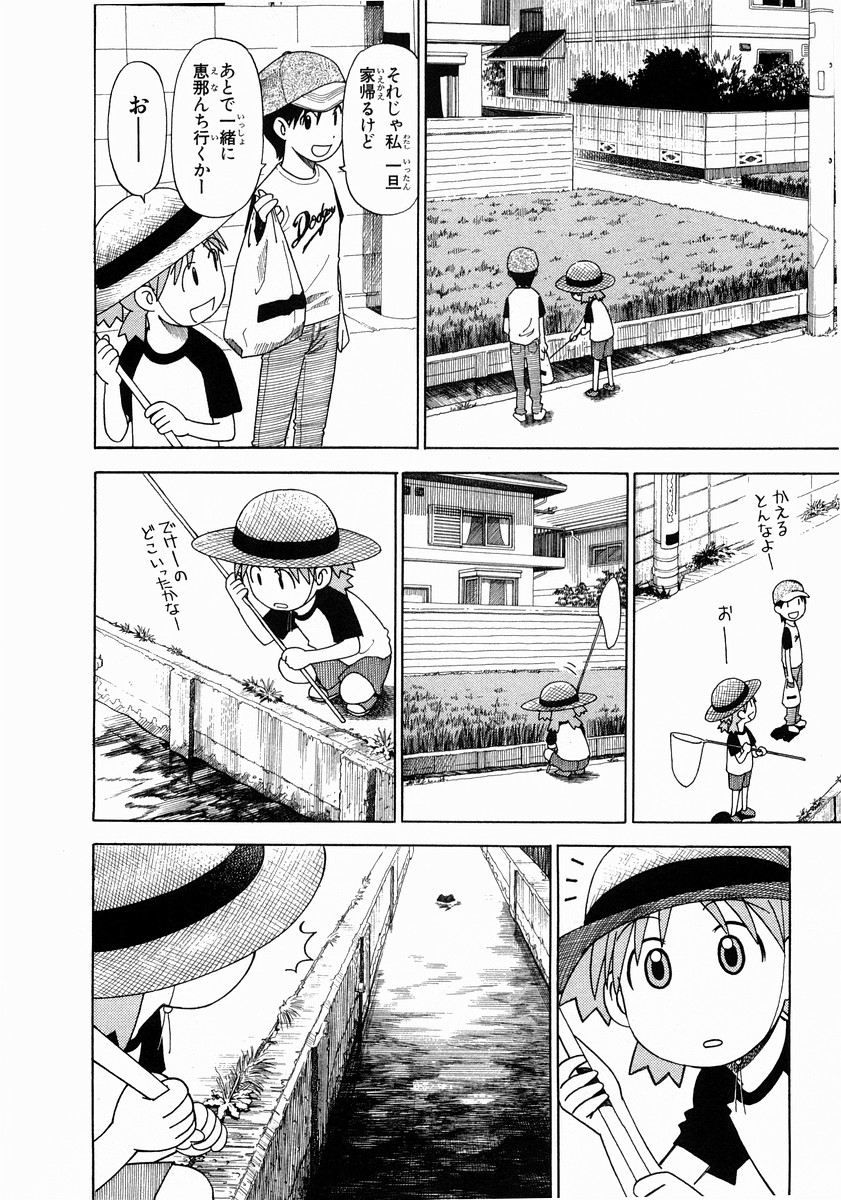 それじゃ私 一旦
家帰るけど
あとで一緒に
恵那んち行くかー
おー
Dodgers
かえる
とんなよー
おー
でけーの
どこいったかなー